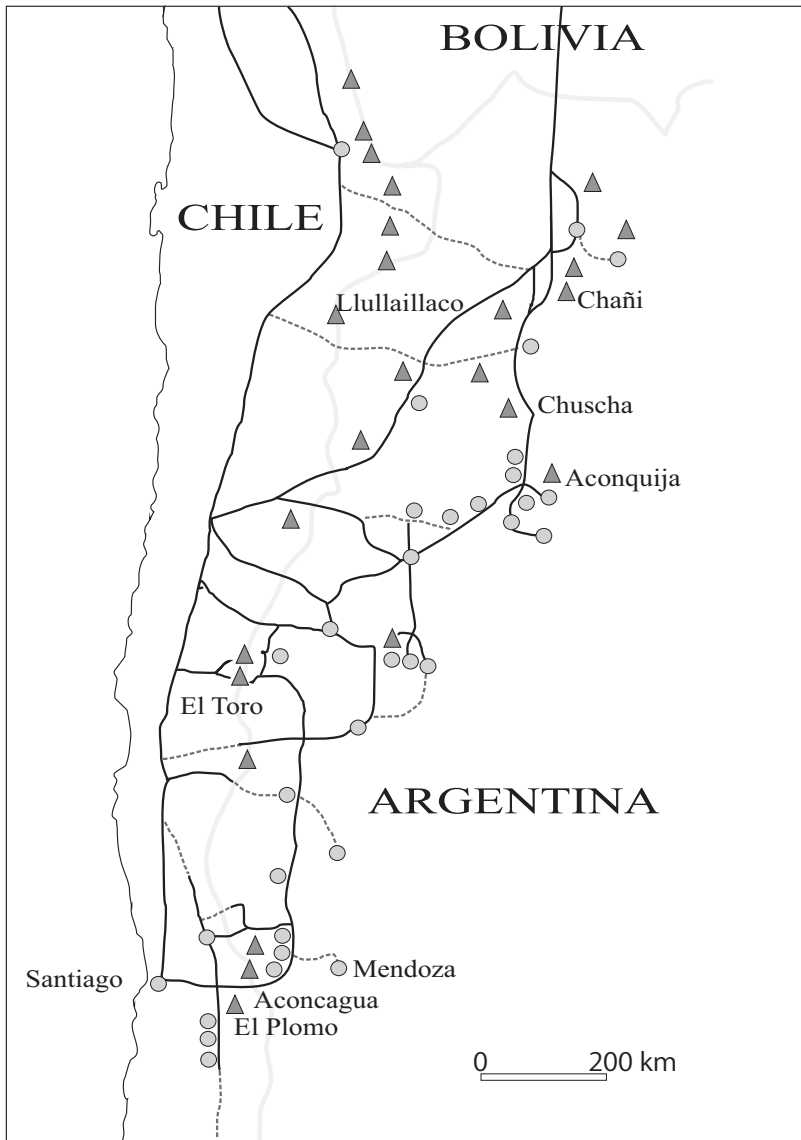 BOLIVIA
CHILE
Llullaillaco
Chañi
Chuscha
Aconquija
El Toro
ARGENTINA
Santiago
Mendoza
Aconcagua
El Plomo
0 200 km